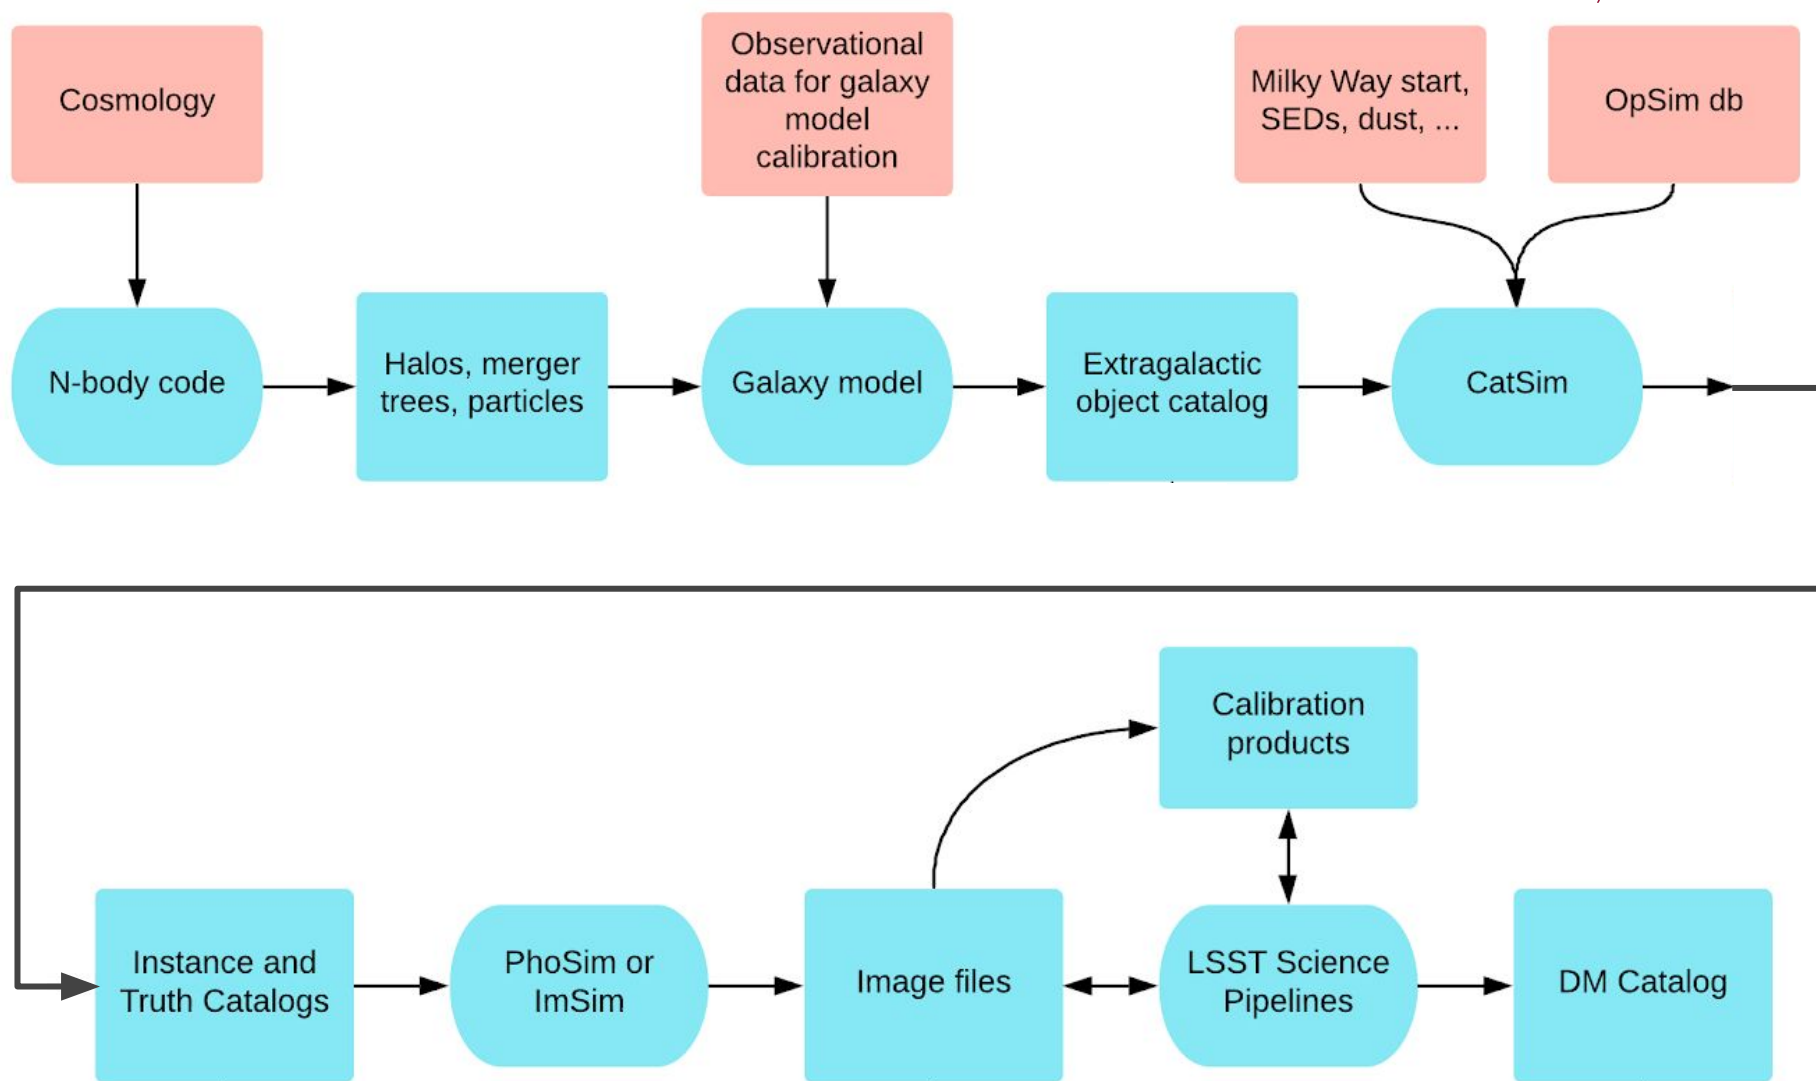 Cosmology
Observational
data for galaxy
model
calibration
Milky Way start,
SEDs, dust, ...
OpSim db
N-body code
Halos, merger
trees, particles
Galaxy model
Extragalactic
object catalog
CatSim
Calibration
products
Instance and
Truth Catalogs
PhoSim or
ImSim
Image files
LSST Science
Pipelines
DM Catalog